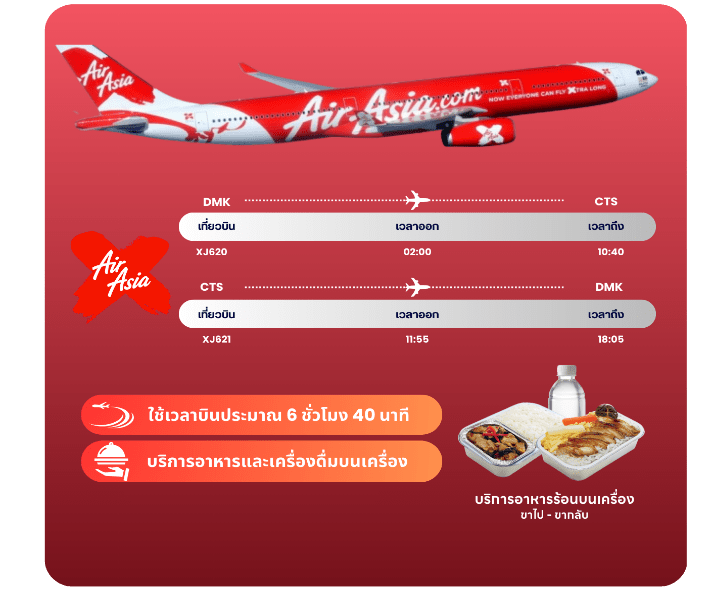 Air Asia
AirAsia.com
NOW EVERYONE CAN FLY XTRA LONG
DMK CTS
เที่ยวบิน เวลาออก เวลาถึง
XJ620 02:00 10:40
Air Asia
CTS DMK
เที่ยวบิน เวลาออก เวลาถึง
XJ621 11:55 18:05
ใช้เวลาบินประมาณ 6 ชั่วโมง 40 นาที
บริการอาหารและเครื่องดื่มบนเครื่อง
บริการอาหารร้อนบนเครื่อง
ขาไป - ขากลับ